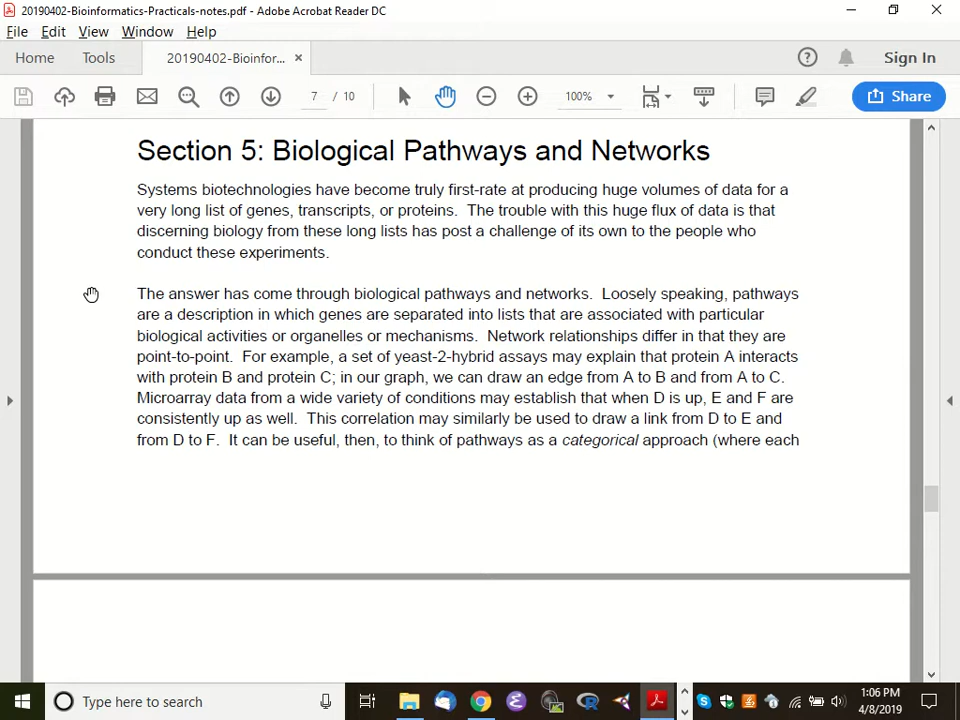 20190402-Bioinformatics-Practicals-notes.pdf - Adobe Acrobat Reader DC
File Edit View Window Help
Home Tools 20190402-Bioinfor... × Sign In
7 / 10 100% Share
Section 5: Biological Pathways and Networks
Systems biotechnologies have become truly first-rate at producing huge volumes of data for a
very long list of genes, transcripts, or proteins. The trouble with this huge flux of data is that
discerning biology from these long lists has post a challenge of its own to the people who
conduct these experiments.
The answer has come through biological pathways and networks. Loosely speaking, pathways
are a description in which genes are separated into lists that are associated with particular
biological activities or organelles or mechanisms. Network relationships differ in that they are
point-to-point. For example, a set of yeast-2-hybrid assays may explain that protein A interacts
with protein B and protein C; in our graph, we can draw an edge from A to B and from A to C.
Microarray data from a wide variety of conditions may establish that when D is up, E and F are
consistently up as well. This correlation may similarly be used to draw a link from D to E and
from D to F. It can be useful, then, to think of pathways as a categorical approach (where each
Type here to search
1:06 PM
4/8/2019